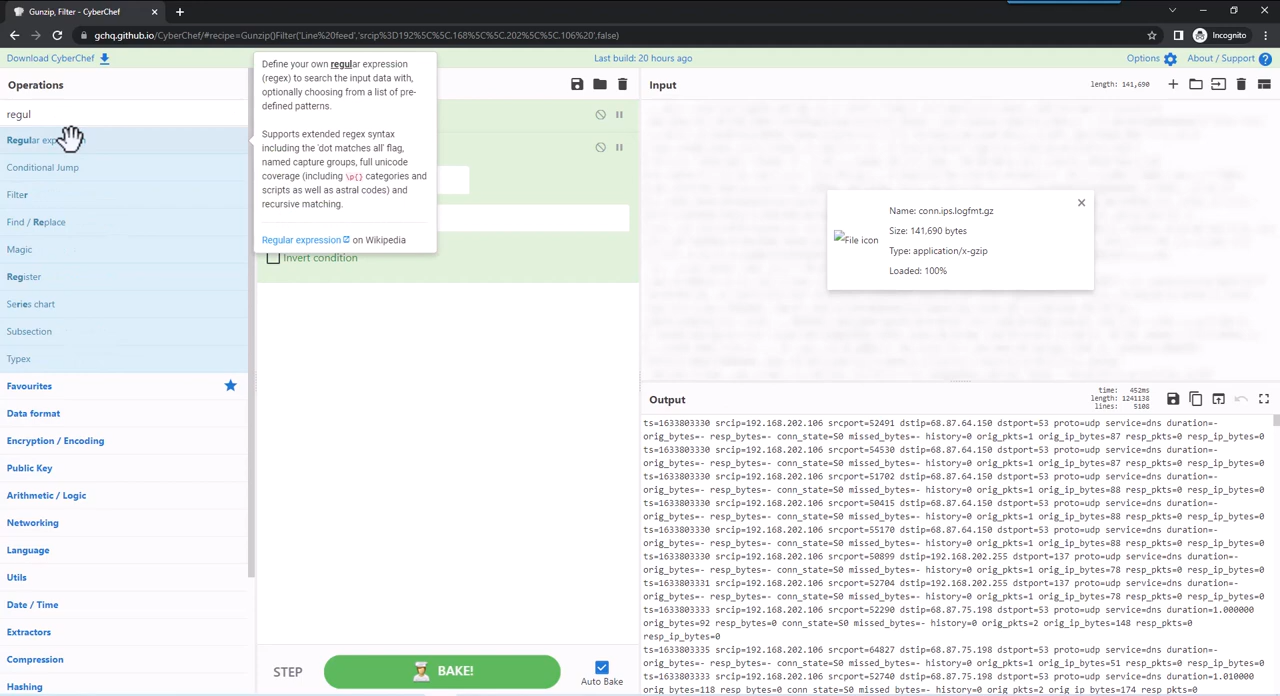 Gunzip, Filter - CyberChef
gchq.github.io/CyberChef/#recipe=Gunzip()Filter('Line%20feed','srcip%3D192%5C%5C,168%5C%5C.202%5C%5C.106%20',false)
Incognito
Download CyberChef
Last build: 20 hours ago
Options
About / Support
Operations
regul
Regular exp
Conditional Jump
Filter
Find / Replace
Magic
Register
Series chart
Subsection
Typex
Favourites
Data format
Encryption / Encoding
Public Key
Arithmetic / Logic
Networking
Language
Utils
Date / Time
Extractors
Compression
Hashing
Define your own regular expression
(regex) to search the input data with,
optionally choosing from a list of pre-
defined patterns.
Supports extended regex syntax
including the 'dot matches all' flag,
named capture groups, full unicode
coverage (including \p{} categories and
scripts as well as astral codes) and
recursive matching.
Regular expression on Wikipedia
Invert condition
STEP
BAKE!
Auto Bake
Input
length: 141,690
Name: conn.ips.logfmt.gz
Size: 141,690 bytes
Type: application/x-gzip
Loaded: 100%
File icon
Output
time: 452ms
length: 1241138
lines: 5108
ts=1633803330 srcip=192.168.202.106 srcport=52491 dstip=68.87.64.150 dstport=53 proto=udp service=dns duration=-
orig_bytes=- resp_bytes=- conn_state=S0 missed_bytes=- history=0 orig_pkts=1 orig_ip_bytes=87 resp_pkts=0 resp_ip_bytes=0
ts=1633803330 srcip=192.168.202.106 srcport=54530 dstip=68.87.64.150 dstport=53 proto=udp service=dns duration=-
orig_bytes=- resp_bytes=- conn_state=S0 missed_bytes=- history=0 orig_pkts=1 orig_ip_bytes=87 resp_pkts=0 resp_ip_bytes=0
ts=1633803330 srcip=192.168.202.106 srcport=51702 dstip=68.87.64.150 dstport=53 proto=udp service=dns duration=-
orig_bytes=- resp_bytes=- conn_state=S0 missed_bytes=- history=0 orig_pkts=1 orig_ip_bytes=88 resp_pkts=0 resp_ip_bytes=0
ts=1633803330 srcip=192.168.202.106 srcport=50415 dstip=68.87.64.150 dstport=53 proto=udp service=dns duration=-
orig_bytes=- resp_bytes=- conn_state=S0 missed_bytes=- history=0 orig_pkts=1 orig_ip_bytes=88 resp_pkts=0 resp_ip_bytes=0
ts=1633803330 srcip=192.168.202.106 srcport=55170 dstip=68.87.64.150 dstport=53 proto=udp service=dns duration=-
orig_bytes=- resp_bytes=- conn_state=S0 missed_bytes=- history=0 orig_pkts=1 orig_ip_bytes=88 resp_pkts=0 resp_ip_bytes=0
ts=1633803330 srcip=192.168.202.106 srcport=50899 dstip=192.168.202.255 dstport=137 proto=udp service=dns duration=-
orig_bytes=- resp_bytes=- conn_state=S0 missed_bytes=- history=0 orig_pkts=1 orig_ip_bytes=78 resp_pkts=0 resp_ip_bytes=0
ts=1633803331 srcip=192.168.202.106 srcport=52704 dstip=192.168.202.255 dstport=137 proto=udp service=dns duration=-
orig_bytes=- resp_bytes=- conn_state=S0 missed_bytes=- history=0 orig_pkts=1 orig_ip_bytes=78 resp_pkts=0 resp_ip_bytes=0
ts=1633803333 srcip=192.168.202.106 srcport=52290 dstip=68.87.75.198 dstport=53 proto=udp service=dns duration=1.000000
orig_bytes=92 resp_bytes=0 conn_state=S0 missed_bytes=- history=0 orig_pkts=2 orig_ip_bytes=148 resp_pkts=0
resp_ip_bytes=0
ts=1633803335 srcip=192.168.202.106 srcport=64827 dstip=68.87.75.198 dstport=53 proto=udp service=dns duration=-
orig_bytes=- resp_bytes=- conn_state=S0 missed_bytes=- history=0 orig_pkts=1 orig_ip_bytes=51 resp_pkts=0 resp_ip_bytes=0
ts=1633803335 srcip=192.168.202.106 srcport=52740 dstip=68.87.75.198 dstport=53 proto=udp service=dns duration=1.010000
orig_bytes=118 resp_bytes=0 conn_state=S0 missed_bytes=- history=0 orig_pkts=2 orig_ip_bytes=174 resp_pkts=0